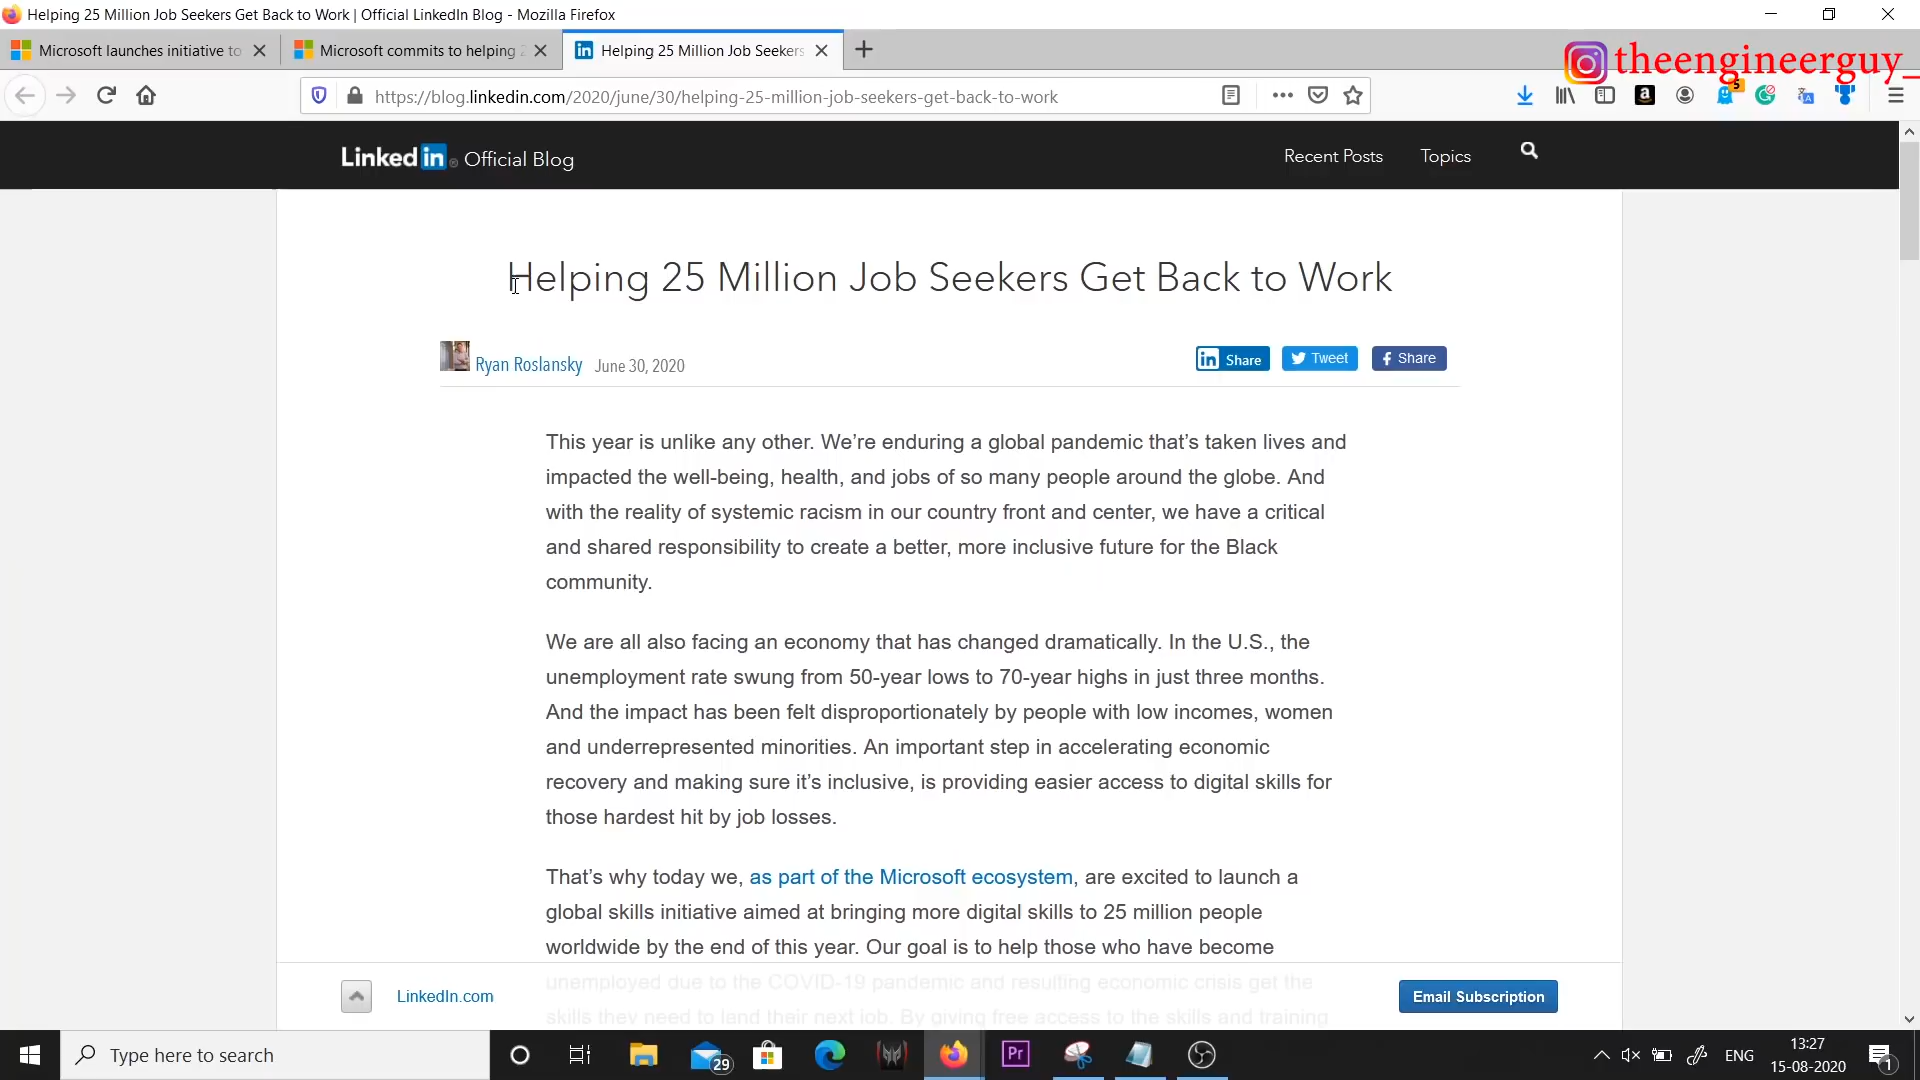 Helping 25 Million Job Seekers Get Back to Work | Official LinkedIn Blog - Mozilla Firefox
Microsoft launches initiative to
Microsoft commits to helping 2
Helping 25 Million Job Seekers
theengineerguy_
https://blog.linkedin.com/2020/june/30/helping-25-million-job-seekers-get-back-to-work
5
Linkedin Official Blog
Recent Posts
Topics
Helping 25 Million Job Seekers Get Back to Work
Ryan Roslansky June 30, 2020
in Share
Tweet
f Share
This year is unlike any other. We’re enduring a global pandemic that’s taken lives and
impacted the well-being, health, and jobs of so many people around the globe. And
with the reality of systemic racism in our country front and center, we have a critical
and shared responsibility to create a better, more inclusive future for the Black
community.
We are all also facing an economy that has changed dramatically. In the U.S., the
unemployment rate swung from 50-year lows to 70-year highs in just three months.
And the impact has been felt disproportionately by people with low incomes, women
and underrepresented minorities. An important step in accelerating economic
recovery and making sure it’s inclusive, is providing easier access to digital skills for
those hardest hit by job losses.
That’s why today we, as part of the Microsoft ecosystem, are excited to launch a
global skills initiative aimed at bringing more digital skills to 25 million people
worldwide by the end of this year. Our goal is to help those who have become
unemployed due to the COVID-19 pandemic and resulting economic crisis get the
skills they need to land their next job. By giving free access to the skills and training
LinkedIn.com
Email Subscription
Type here to search
29
Pr
ENG
13:27
15-08-2020
1